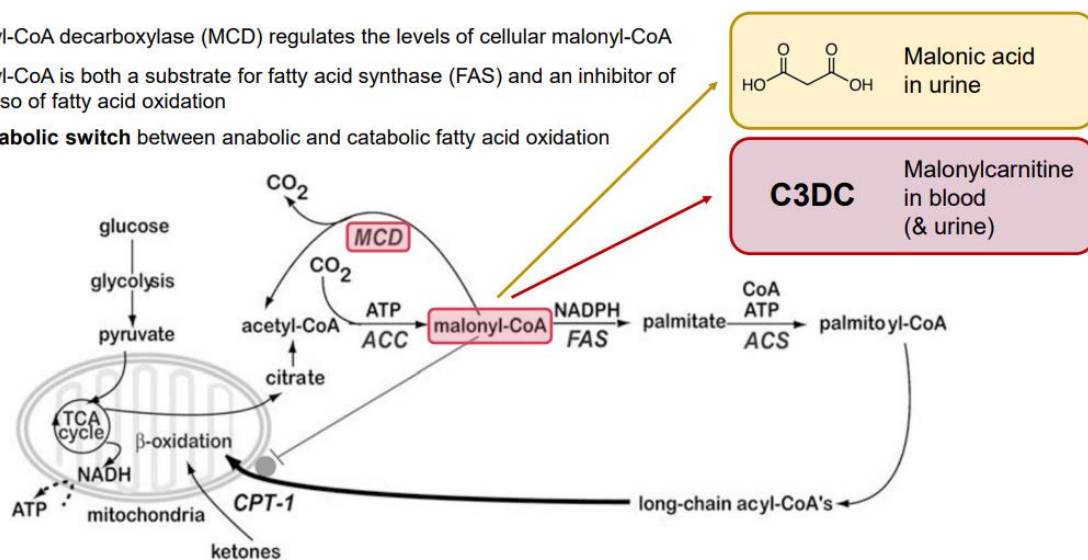 yl-CoA decarboxylase (MCD) regulates the levels of cellular malonyl-CoA
yl-CoA is both a substrate for fatty acid synthase (FAS) and an inhibitor of
so of fatty acid oxidation
abolic switch between anabolic and catabolic fatty acid oxidation
HO
O
O
OH
Malonic acid
in urine
C3DC
Malonylcarnitine
in blood
(& urine)
CO2
MCD
CO2
glucose
glycolysis
pyruvate
acetyl-CoA
ATP
ACC
malonyl-CoA
NADPH
FAS
palmitate
CoA
ATP
ACS
palmitoyl-CoA
citrate
TCA
cycle
β-oxidation
NADH
ATP
mitochondria
CPT-1
long-chain acyl-CoA's
ketones